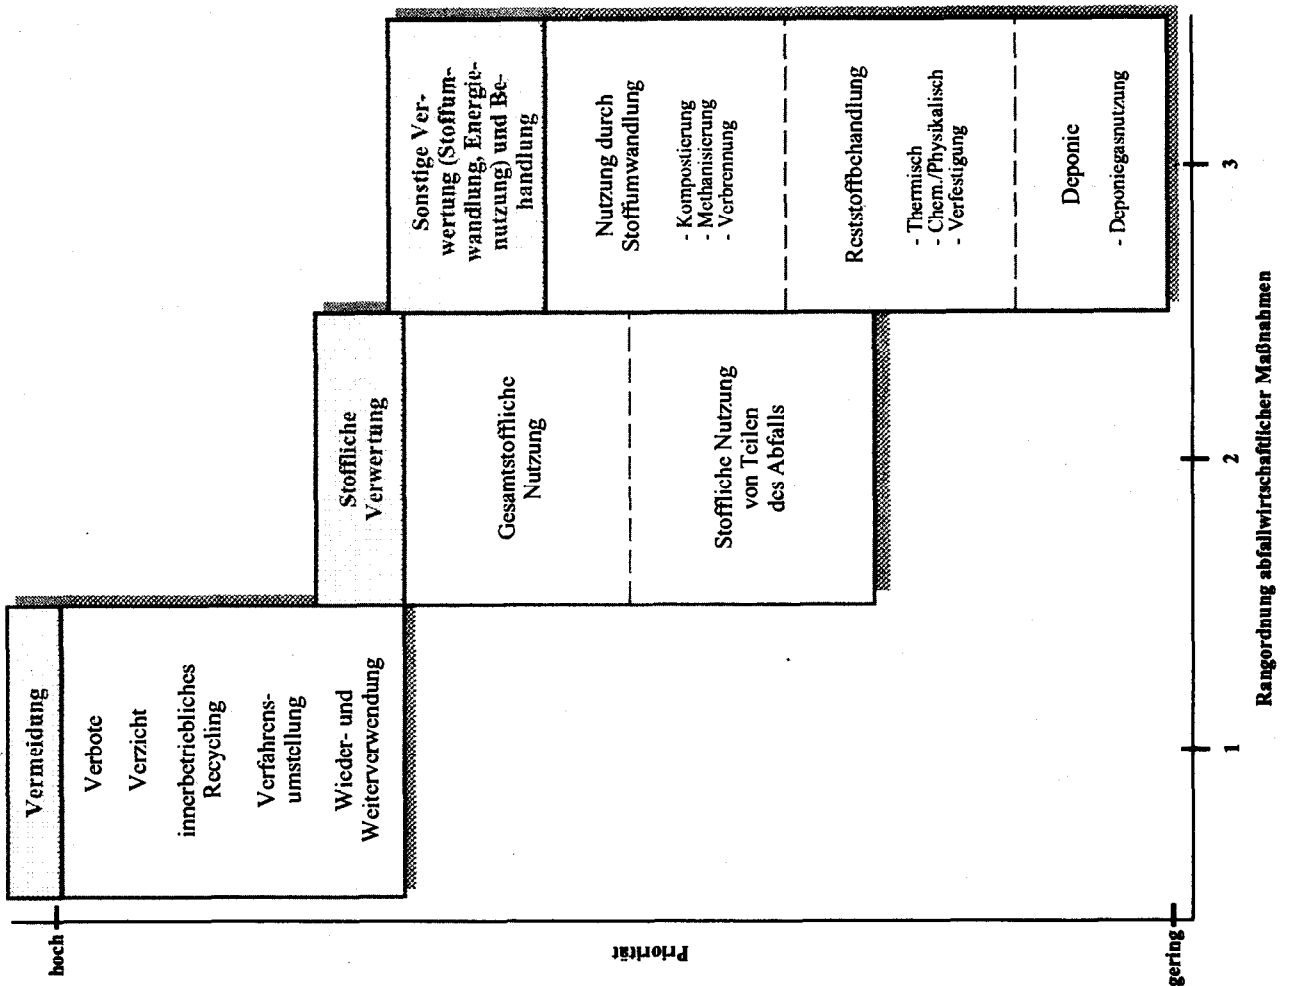 hoch
Priorität
gering
Vermeidung
Verbote
Verzicht
innerbetriebliches
Recycling
Verfahrens-
umstellung
Wieder- und
Weiterverwendung
Stoffliche
Verwertung
Gesamtstoffliche
Nutzung
Stoffliche Nutzung
von Teilen
des Abfalls
Sonstige Ver-
wertung (Stoffum-
wandlung, Energie-
nutzung) und Be-
handlung
Nutzung durch
Stoffumwandlung
- Kompostierung
- Methanisierung
- Verbrennung
Reststoffbehandlung
- Thermisch
- Chem./Physikalisch
- Verfestigung
Deponie
- Deponiegasnutzung
1
2
3
Rangordnung abfallwirtschaftlicher Maßnahmen